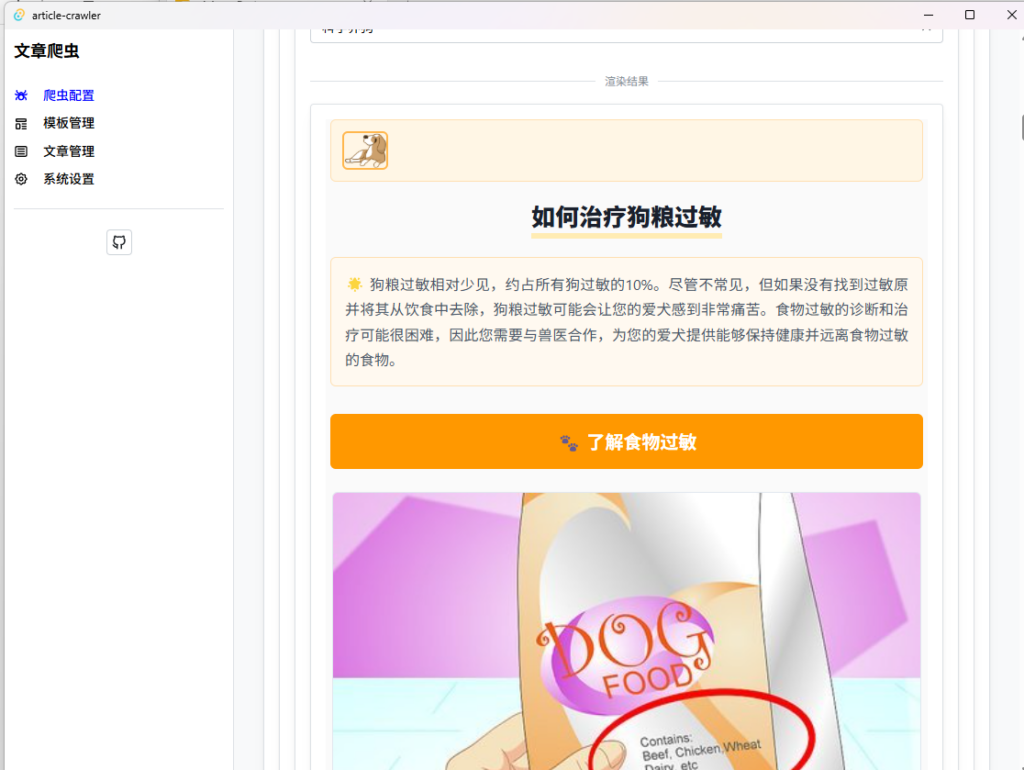 article-crawler
文章爬虫
爬虫配置
模板管理
文章管理
系统设置
科学养狗
渲染结果
如何治疗狗粮过敏
🌟 狗粮过敏相对少见，约占所有狗过敏的10%。尽管不常见，但如果没有找到过敏原
并将其从饮食中去除，狗粮过敏可能会让您的爱犬感到非常痛苦。食物过敏的诊断和治
疗可能很困难，因此您需要与兽医合作，为您的爱犬提供能够保持健康并远离食物过敏
的食物。
🐾 了解食物过敏
DOG
FOOD
Contains:
Beef, Chicken,Wheat
Dairy, etc